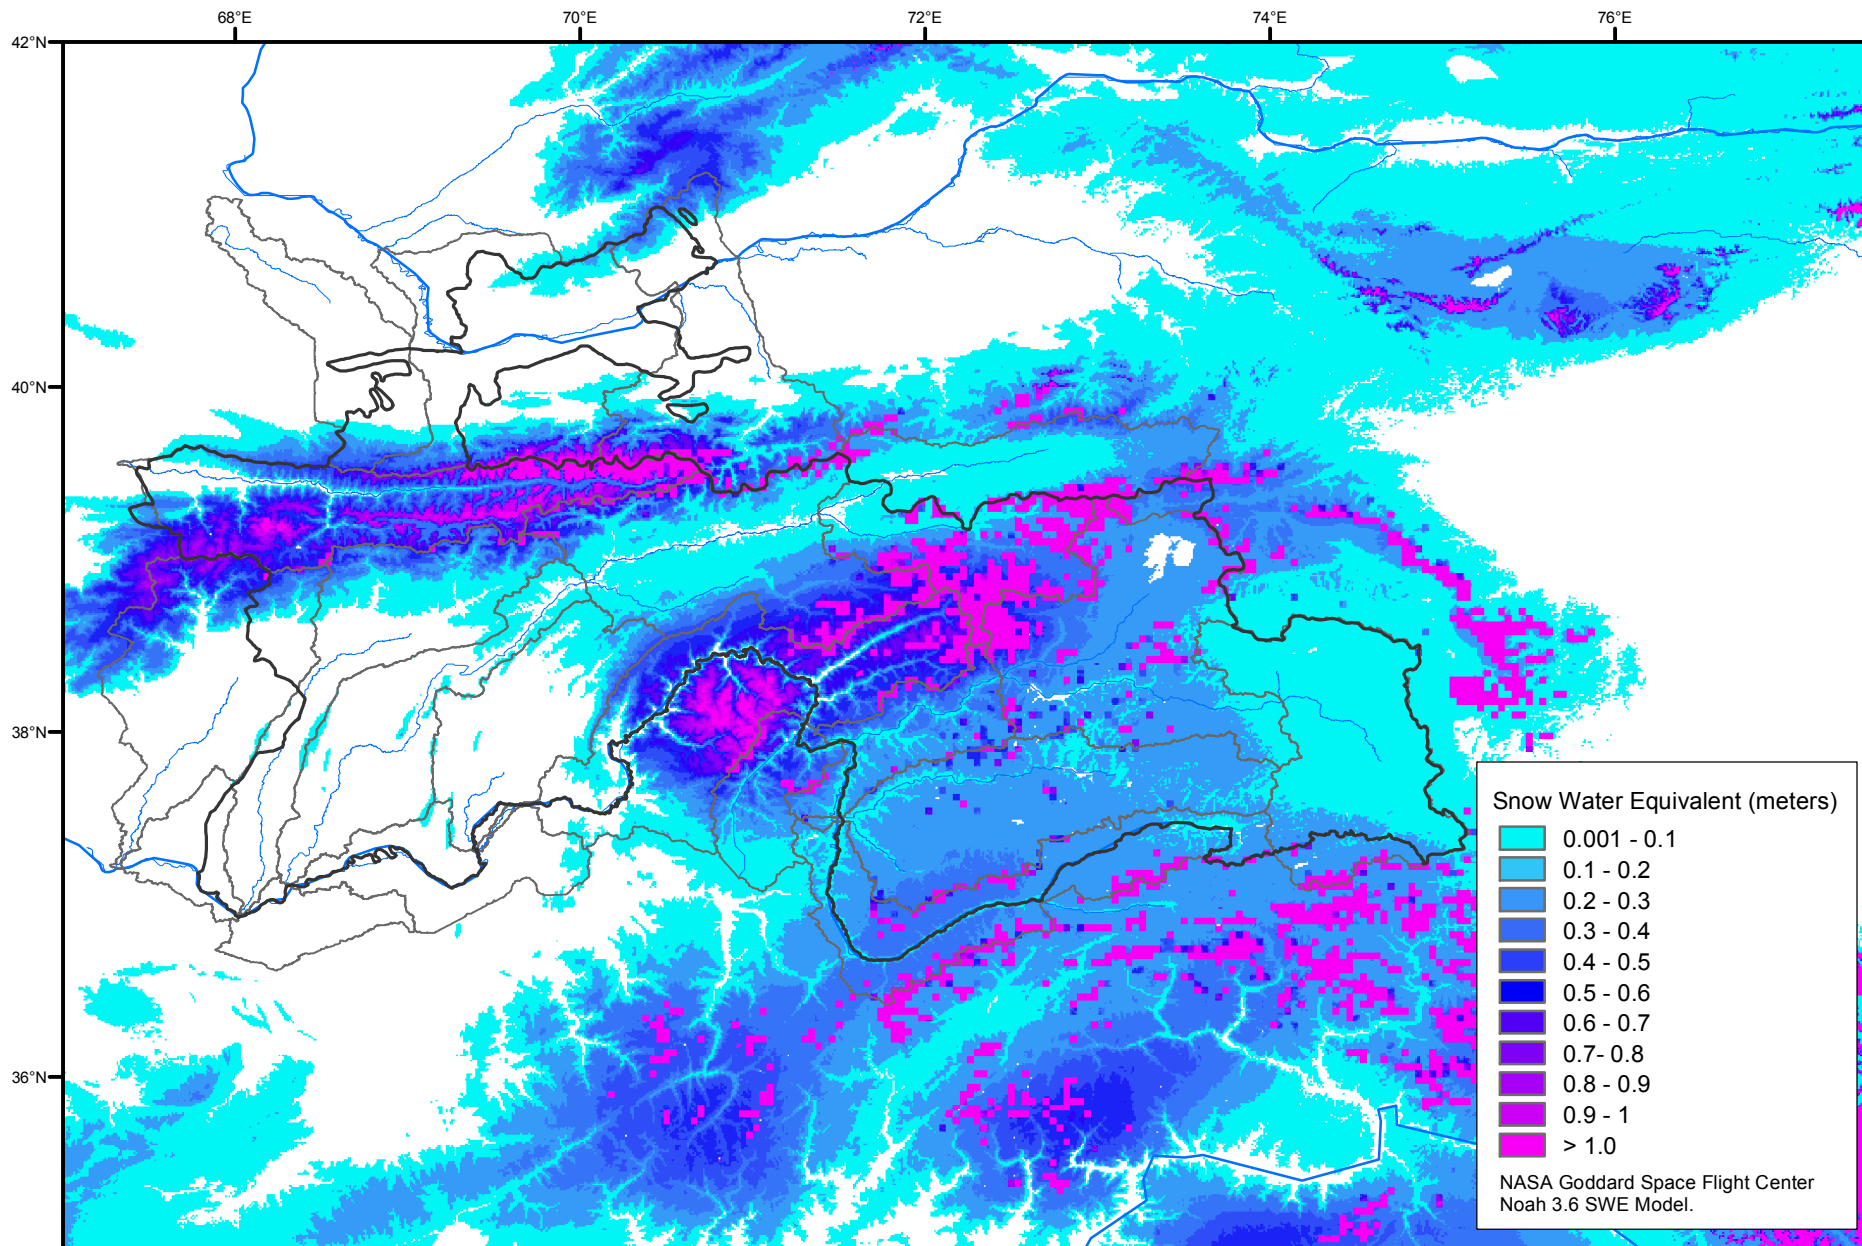 68°E
70°E
72°E
74°E
76°E
42°N
40°N
38°N
36°N
Snow Water Equivalent (meters)
0.001 - 0.1
0.1 - 0.2
0.2 - 0.3
0.3 - 0.4
0.4 - 0.5
0.5 - 0.6
0.6 - 0.7
0.7- 0.8
0.8 - 0.9
0.9 - 1
> 1.0
NASA Goddard Space Flight Center
Noah 3.6 SWE Model.